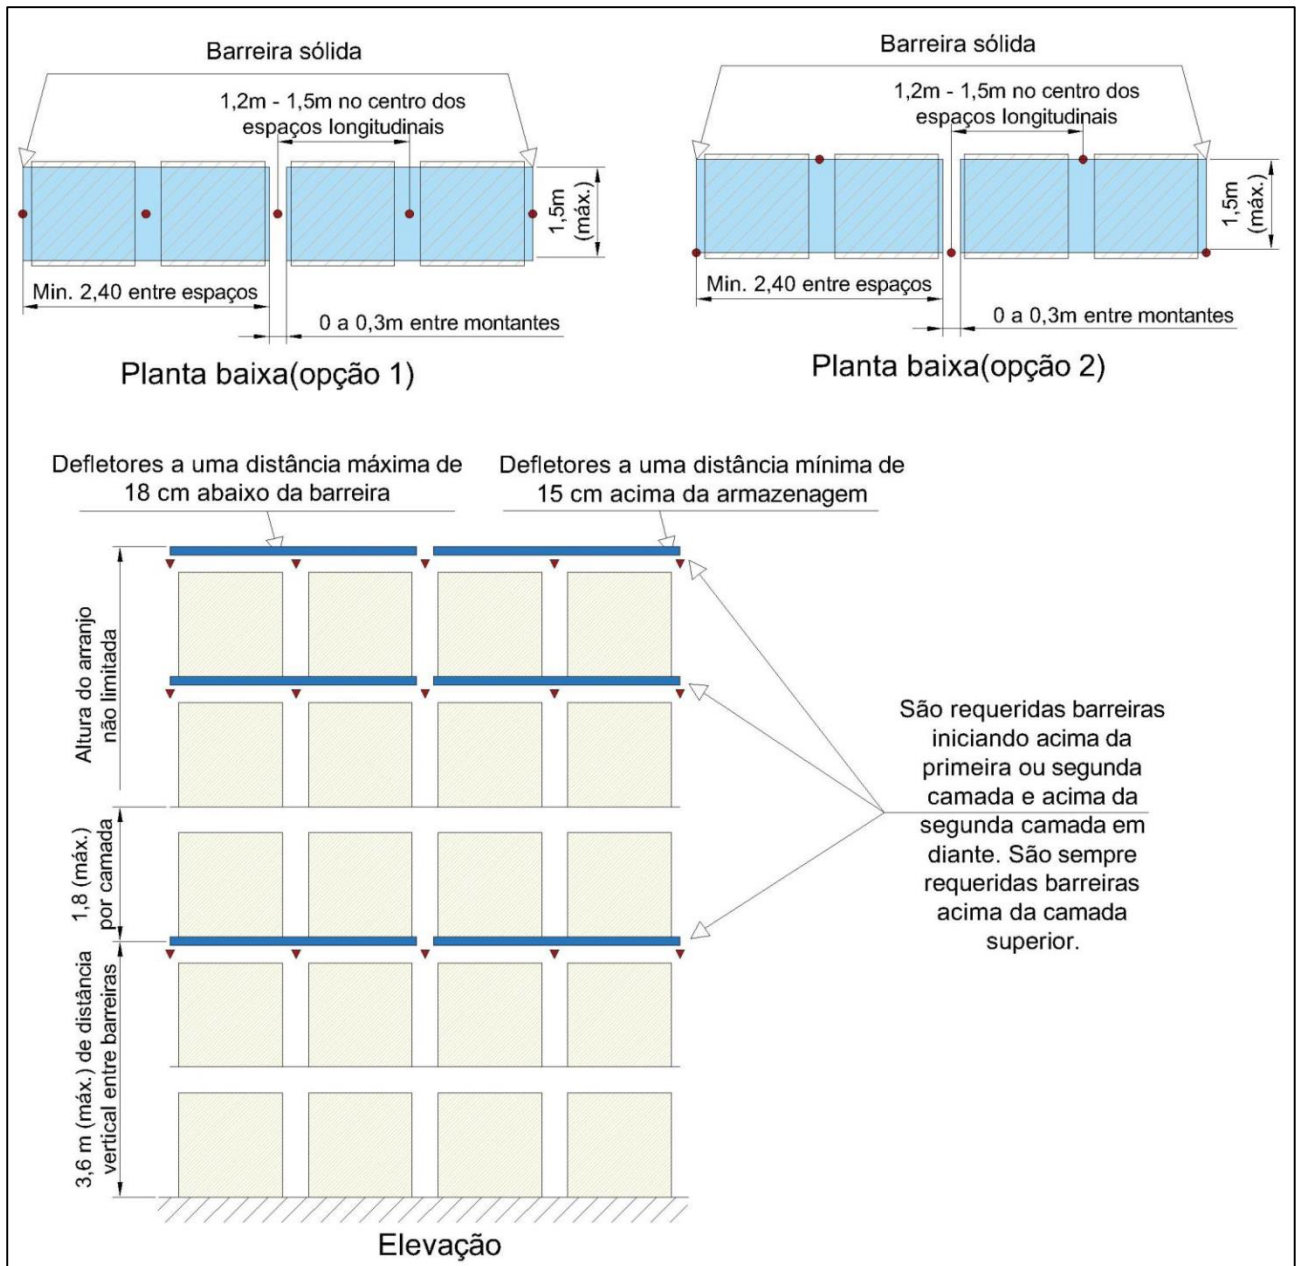 Barreira sólida
1,2m - 1,5m no centro dos
espaços longitudinais
1,5m
(máx.)
Min. 2,40 entre espaços
0 a 0,3m entre montantes
Planta baixa(opção 1)
Barreira sólida
1,2m - 1,5m no centro dos
espaços longitudinais
1,5m
(máx.)
Min. 2,40 entre espaços
0 a 0,3m entre montantes
Planta baixa(opção 2)
Defletores a uma distância máxima de
18 cm abaixo da barreira
Defletores a uma distância mínima de
15 cm acima da armazenagem
Altura do arranjo
não limitada
1,8 (máx.)
por camada
3,6 m (máx.) de distância
vertical entre barreiras
São requeridas barreiras
iniciando acima da
primeira ou segunda
camada e acima da
segunda camada em
diante. São sempre
requeridas barreiras
acima da camada
superior.
Elevação